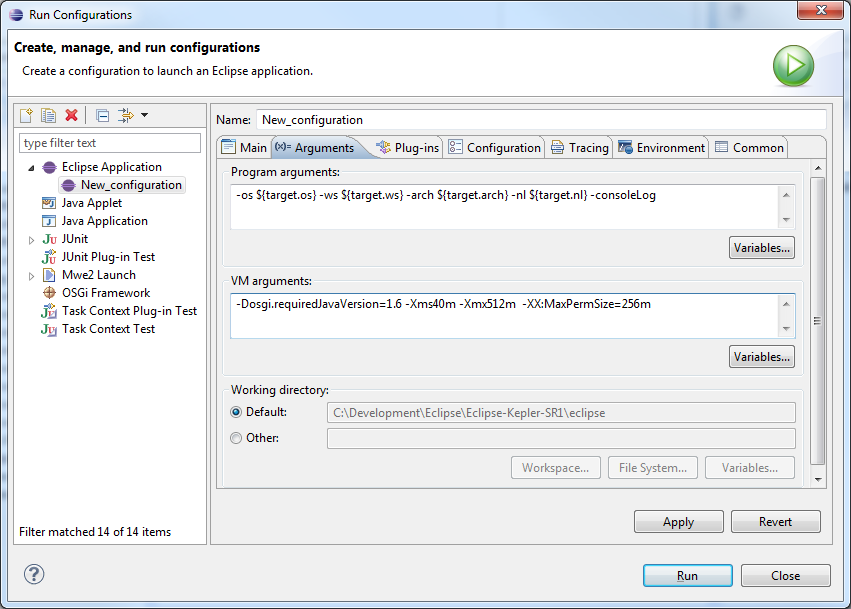 Run Configurations
Create, manage, and run configurations
Create a configuration to launch an Eclipse application.
type filter text
Eclipse Application
New_configuration
Java Applet
Java Application
JUnit
JUnit Plug-in Test
Mwe2 Launch
OSGi Framework
Task Context Plug-in Test
Task Context Test
Filter matched 14 of 14 items
Name: New_configuration
Main (x)= Arguments Plug-ins Configuration Tracing Environment Common
Program arguments:
-os ${target.os} -ws ${target.ws} -arch ${target.arch} -nl ${target.nl} -consoleLog
Variables...
VM arguments:
-Dosgi.requiredJavaVersion=1.6 -Xms40m -Xmx512m  -XX:MaxPermSize=256m
Variables...
Working directory:
Default: C:\Development\Eclipse\Eclipse-Kepler-SR1\eclipse
Other:
Workspace... File System... Variables...
Apply Revert
Run Close